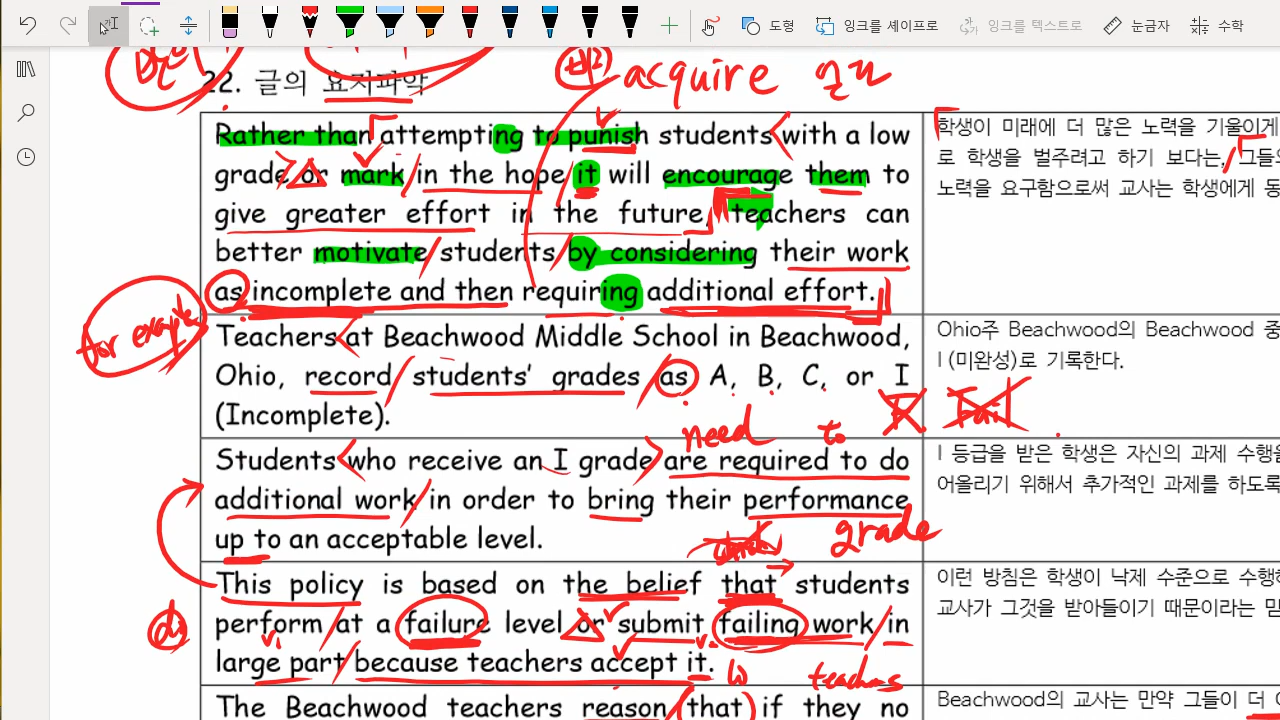 도형
잉크를 셰이프로
잉크를 텍스트로
눈금자
수학
22. 글의 요지파악
acquire
Rather than attempting to punish students with a low
grade or mark in the hope it will encourage them to
give greater effort in the future, teachers can
better motivate students by considering their work
as incomplete and then requiring additional effort.
학생이 미래에 더 많은 노력을 기울이게
로 학생을 벌주려고 하기 보다는, 그들의
노력을 요구함으로써 교사는 학생에게 동
for example
Teachers at Beachwood Middle School in Beachwood,
Ohio, record students' grades as A, B, C, or I
(Incomplete).
Ohio주 Beachwood의 Beachwood 중
I (미완성)로 기록한다.
F Fail
need to
Students who receive an I grade are required to do
additional work in order to bring their performance
up to an acceptable level.
I 등급을 받은 학생은 자신의 과제 수행을
어울리기 위해서 추가적인 과제를 하도록
grade
This policy is based on the belief that students
perform at a failure level or submit failing work in
large part because teachers accept it.
이런 방침은 학생이 낙제 수준으로 수행하
교사가 그것을 받아들이기 때문이라는 믿
teachers
The Beachwood teachers reason that if they no
Beachwood의 교사는 만약 그들이 더 이